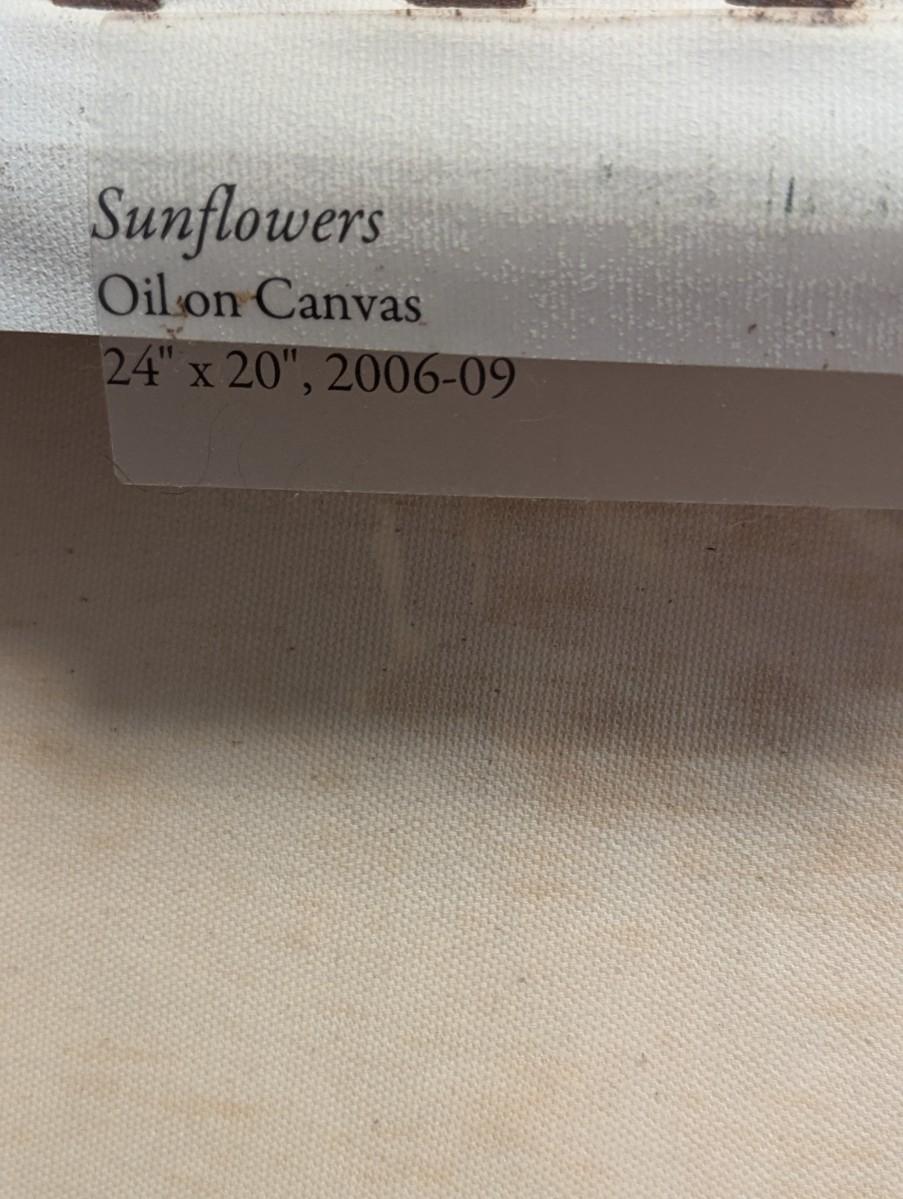 Sunflowers
Oil on Canvas
24" x 20", 2006-09